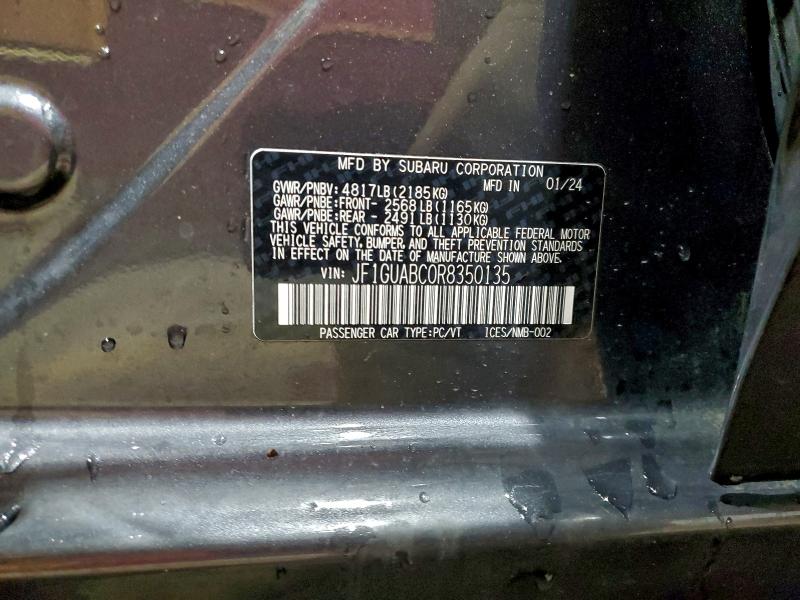 MFD BY SUBARU CORPORATION
GVWR/PNBV: 4817LB(2185KG) MFD IN 01/24
GAWR/PNBE:FRONT- 2568LB(1165KG)
GAWR/PNBE:REAR - 2491LB(1130KG)
THIS VEHICLE CONFORMS TO ALL APPLICABLE FEDERAL MOTOR
VEHICLE SAFETY, BUMPER, AND THEFT PREVENTION STANDARDS
IN EFFECT ON THE DATE OF MANUFACTURE SHOWN ABOVE.
VIN: JF1GUABC0R8350135
PASSENGER CAR TYPE:PC/VT ICES/NMB-002